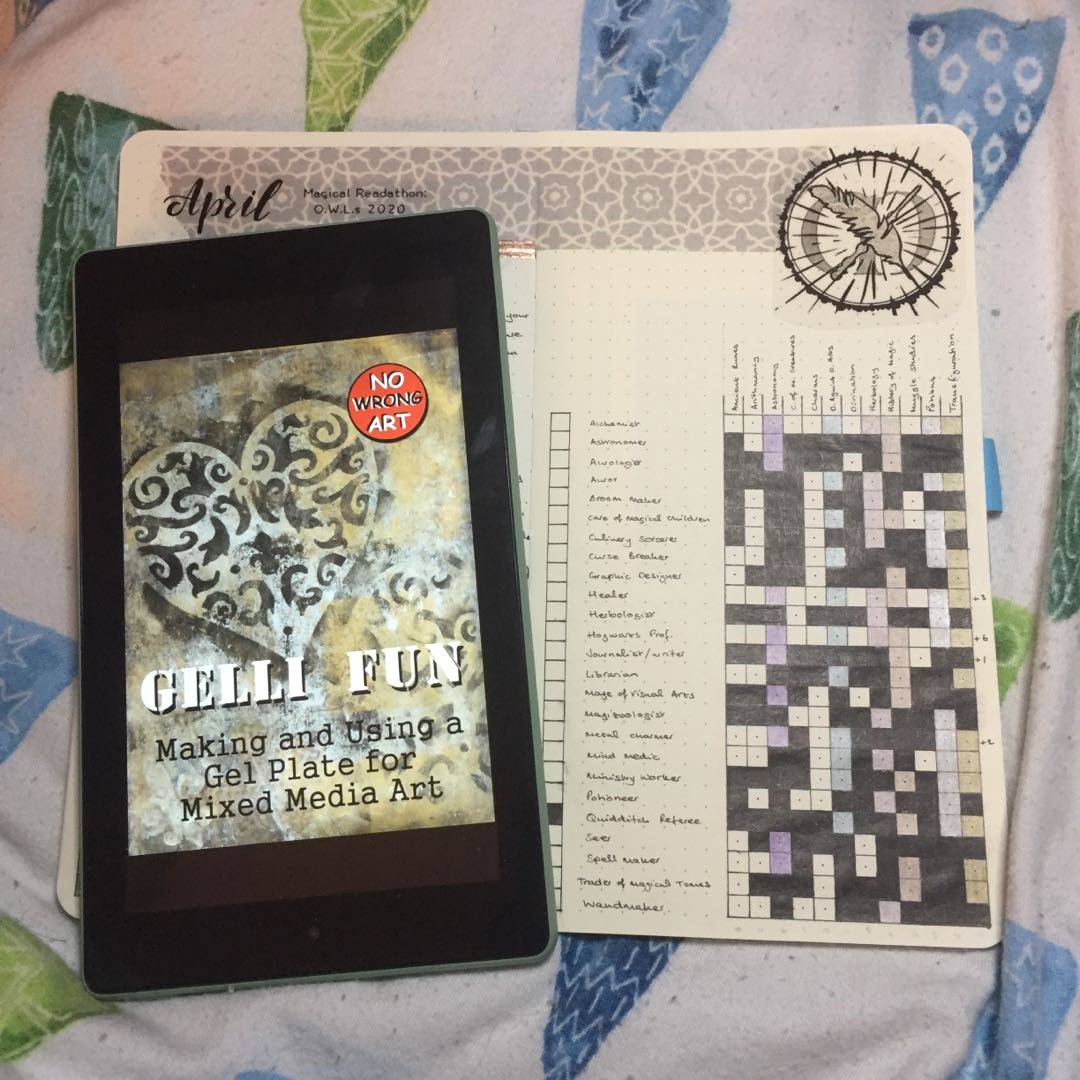 April
Magical Readathon:
O.W.L.s 2020
NO
WRONG
ART
GELLI FUN
Making and Using a
Gel Plate for
Mixed Media Art
your
Ancient Runes
Arithmancy
Astronomy
C. of M. Creatures
Charms
Divination
Herbology
History of Magic
Muggle Studies
Potions
Transfiguration
Alchemist
Astronomer
Aurologist
Auror
Broom Maker
Care of Magical Children
Culinary Sorcerer
Curse Breaker
Graphic Designer
Healer
+3
Herbologist
Hogwarts Prof.
+6
Journalist/writer
+1
Librarian
Mage of Visual Arts
Magizoologist
Metal Charmer
+2
Mind Medic
Ministry Worker
Potioneer
Quidditch Referee
Seer
Spell Maker
Trader of Magical Tomes
Wandmaker